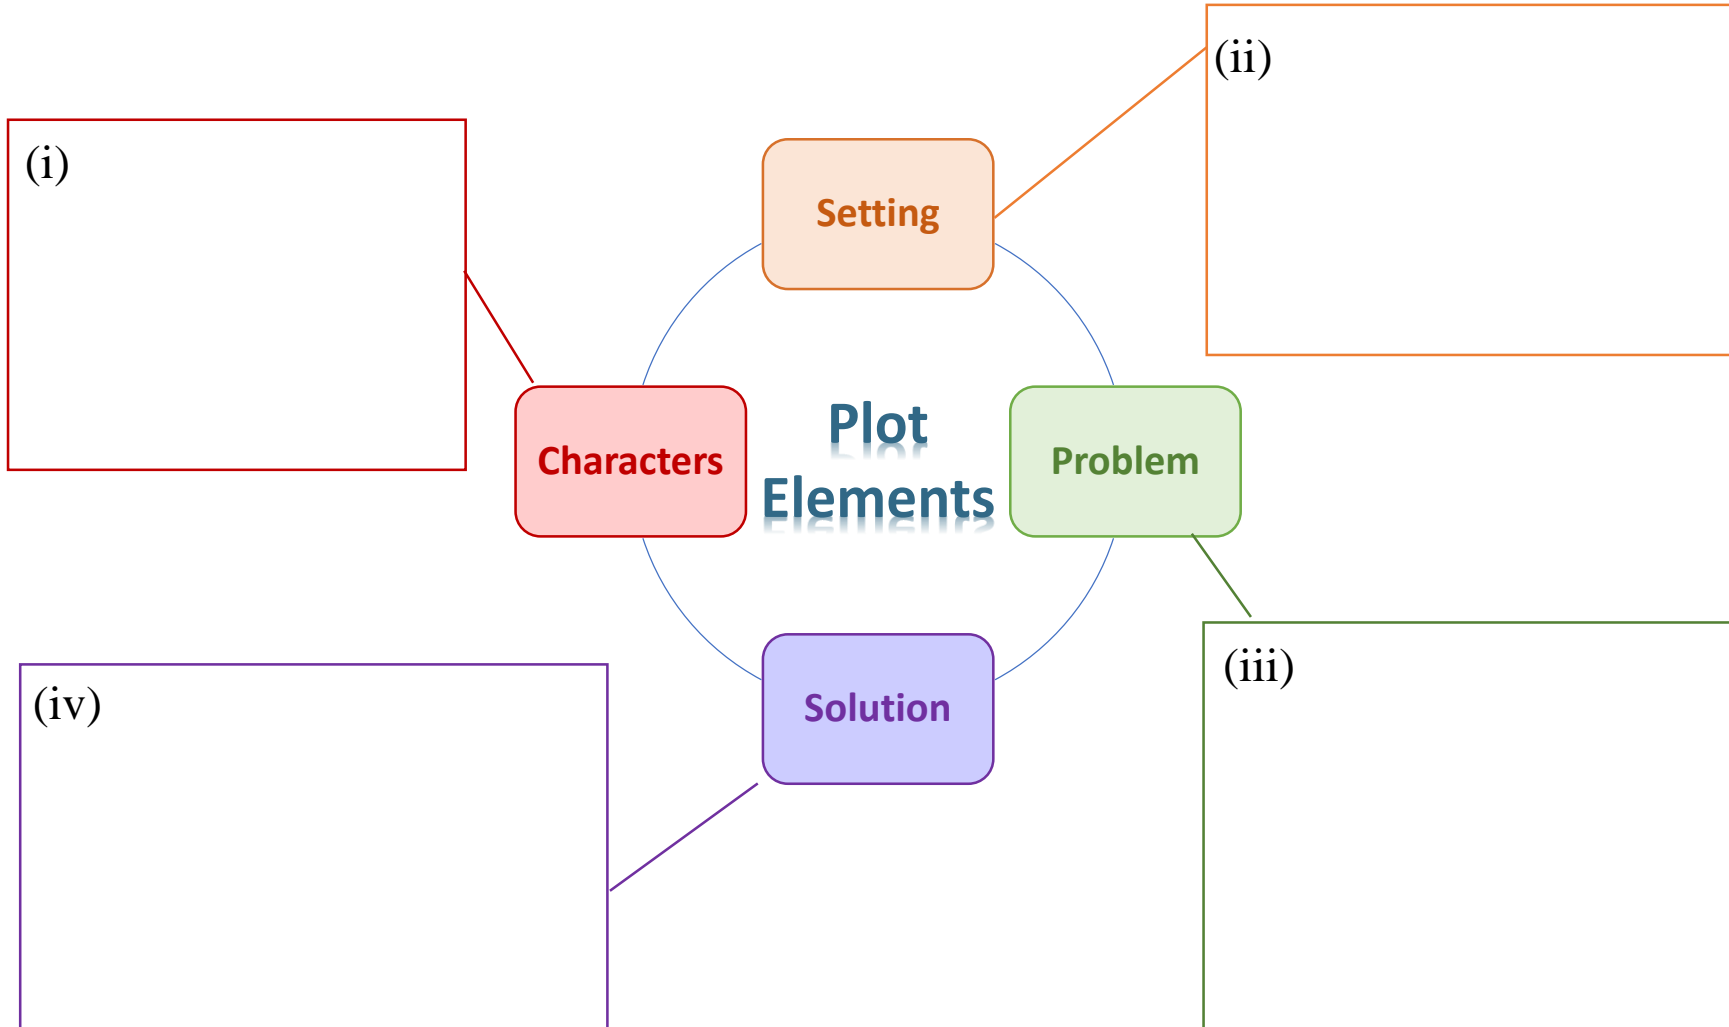 (ii)
(i)
Setting
Plot
Elements
Characters
Problem
(iii)
(iv)
Solution